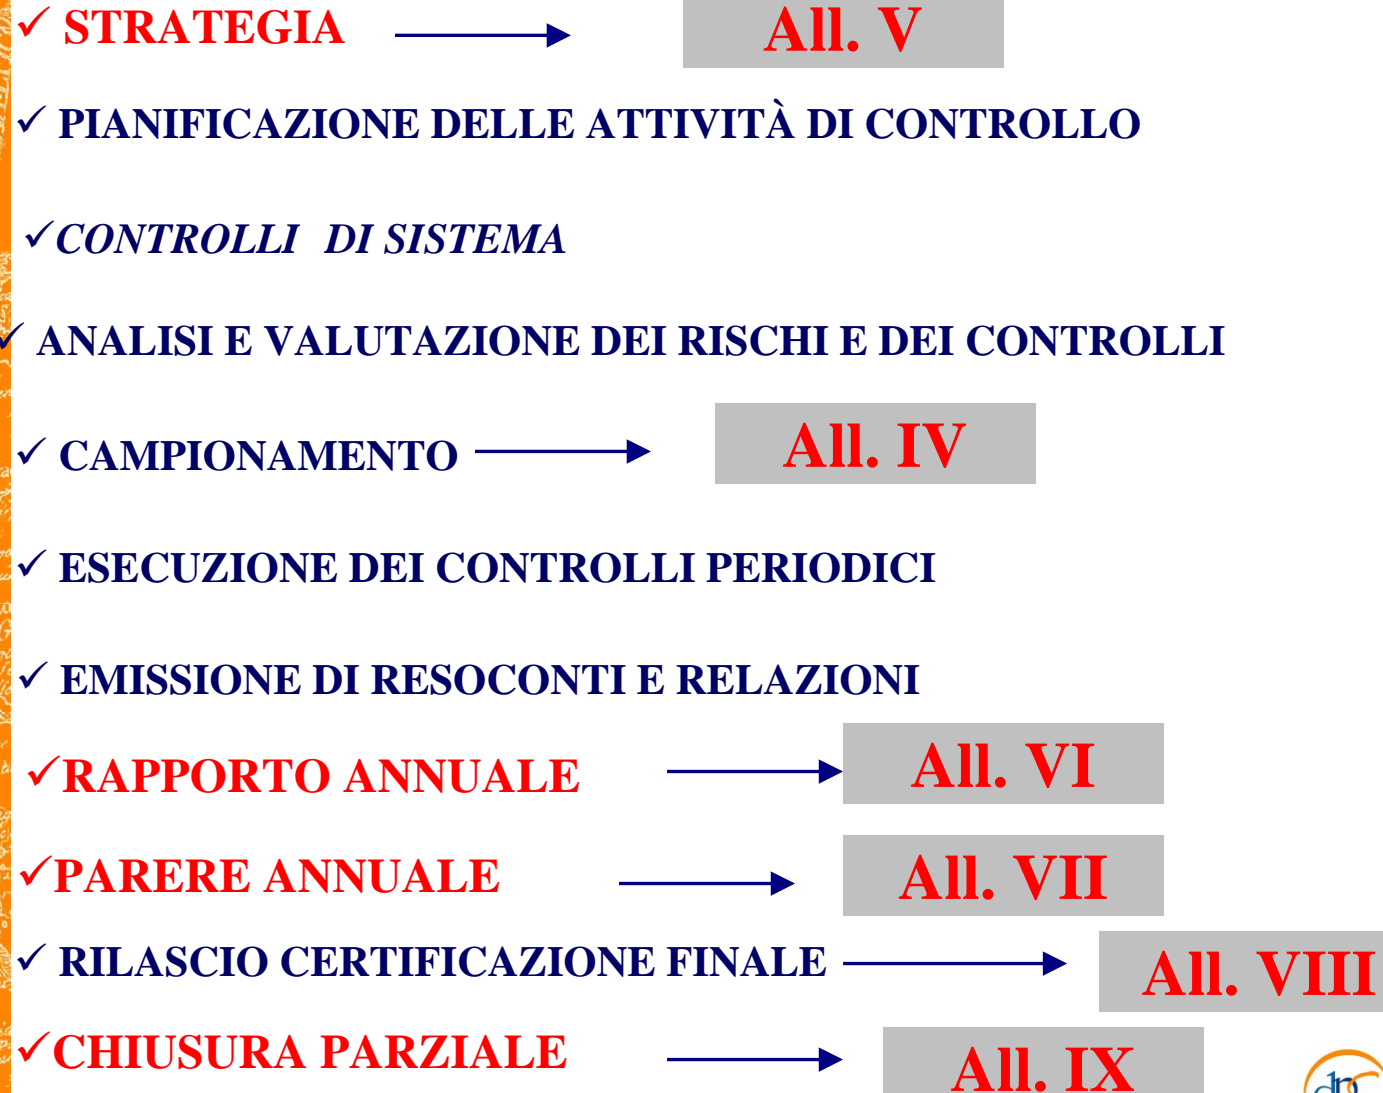 ✓ STRATEGIA All. V
✓ PIANIFICAZIONE DELLE ATTIVITÀ DI CONTROLLO
✓CONTROLLI DI SISTEMA
✓ ANALISI E VALUTAZIONE DEI RISCHI E DEI CONTROLLI
✓ CAMPIONAMENTO All. IV
✓ ESECUZIONE DEI CONTROLLI PERIODICI
✓ EMISSIONE DI RESOCONTI E RELAZIONI
✓RAPPORTO ANNUALE All. VI
✓PARERE ANNUALE All. VII
✓ RILASCIO CERTIFICAZIONE FINALE All. VIII
✓CHIUSURA PARZIALE All. IX